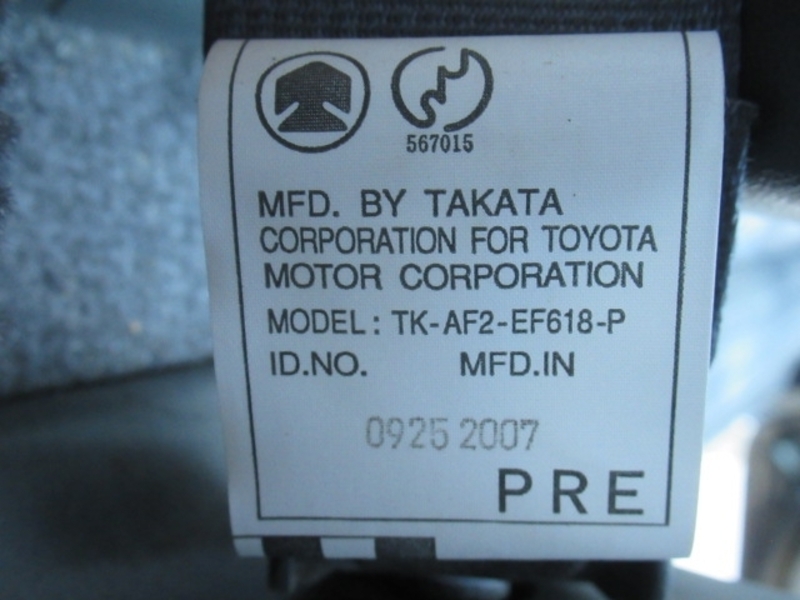 567015
MFD. BY TAKATA
CORPORATION FOR TOYOTA
MOTOR CORPORATION
MODEL: TK-AF2-EF618-P
ID.NO. MFD.IN
0925 2007
PRE